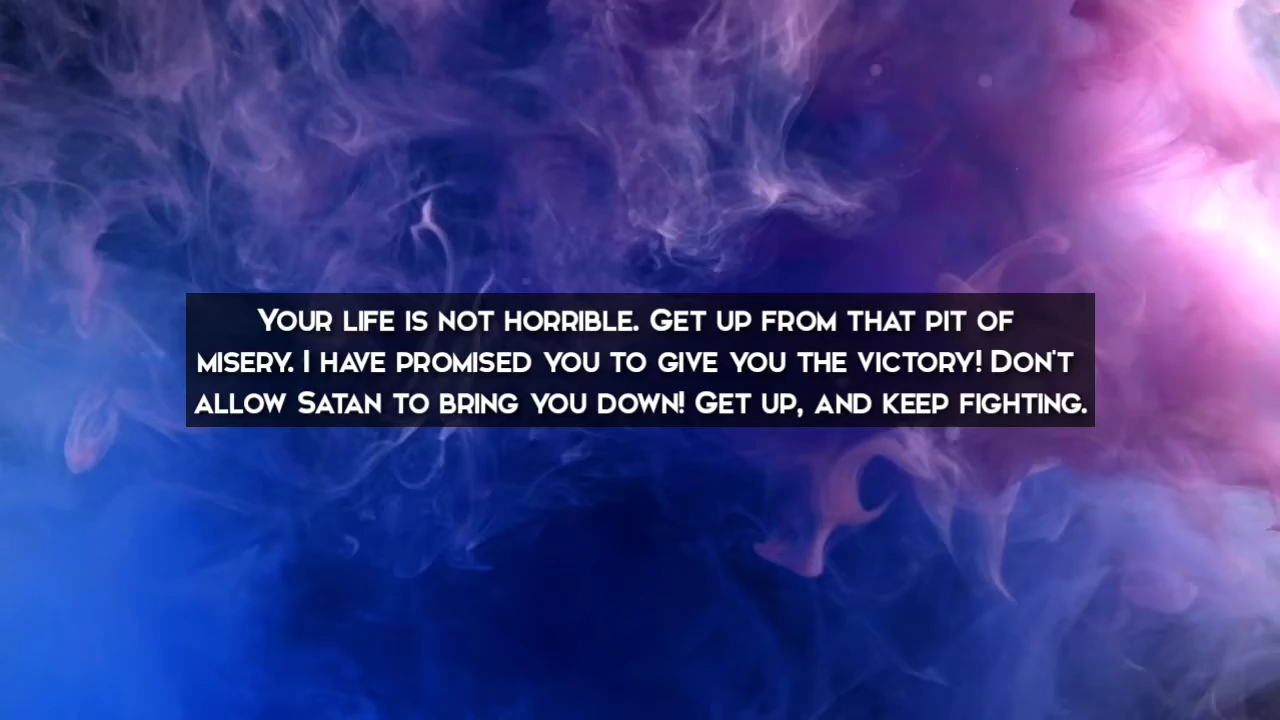 Your life is not horrible. Get up from that pit of
misery. I have promised you to give you the victory! Don't
allow Satan to bring you down! Get up, and keep fighting.